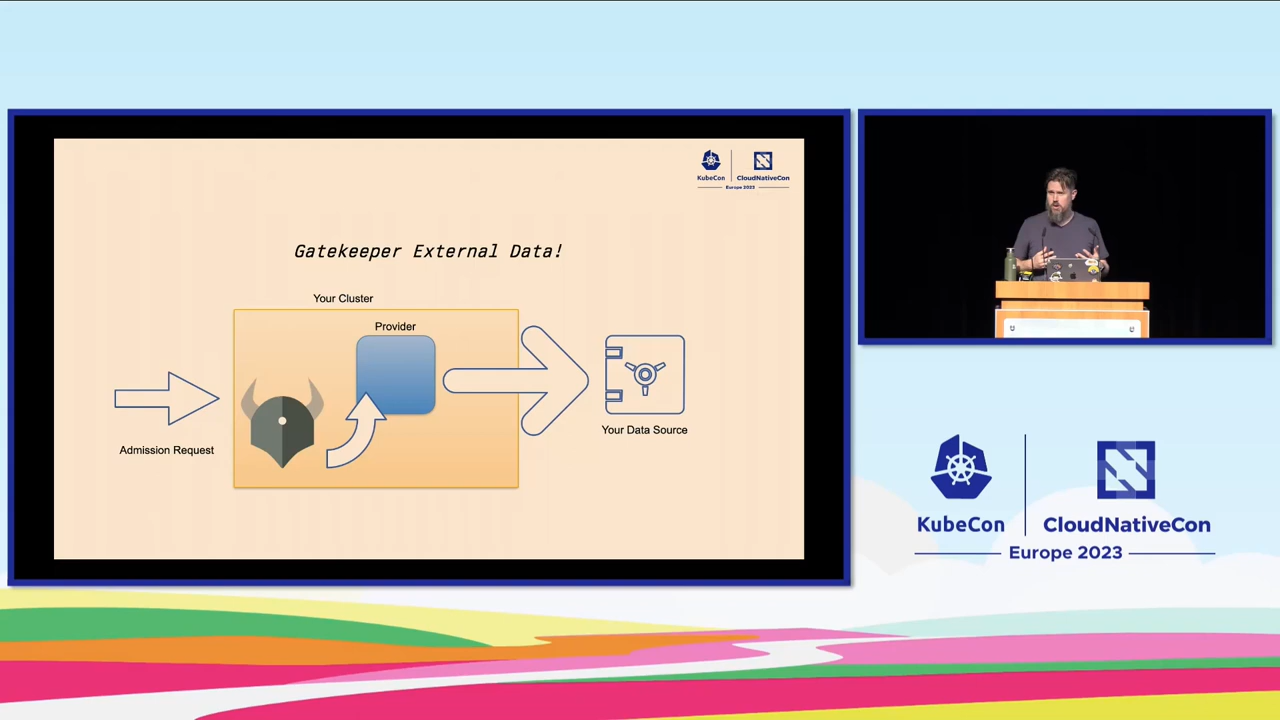 KubeCon
CloudNativeCon
Europe 2023
Gatekeeper External Data!
Your Cluster
Provider
Admission Request
Your Data Source
KubeCon
CloudNativeCon
Europe 2023